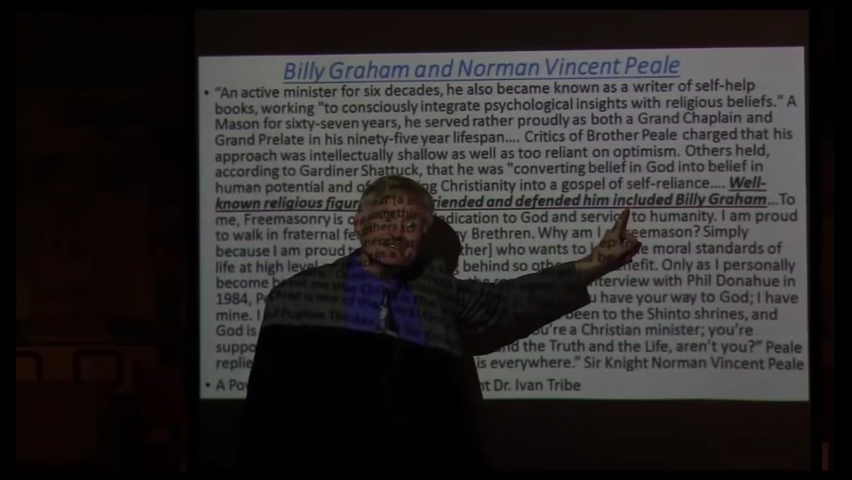 Billy Graham and Norman Vincent Peale
• “An active minister for six decades, he also became known as a writer of self-help
books, working "to consciously integrate psychological insights with religious beliefs." A
Mason for sixty-seven years, he served rather proudly as both a Grand Chaplain and
Grand Prelate in his ninety-five year lifespan.... Critics of Brother Peale charged that his
approach was intellectually shallow as well as too reliant on optimism. Others held,
according to Gardiner Shattuck, that he was "converting belief in God into belief in
human potential and of Christianity into a gospel of self-reliance.... Well-
known religious and defended him included Billy Graham...To
me, Freemasonry is to God and service to humanity. I am proud
to walk in fraternal Brethren. Why am I Simply
because I am proud who wants to moral standards of
life at high behind so Only as I personally
become interview with Phil Donahue in
1984, you have your way to God; I have
mine. I been to the Shinto shrines, and
God is you're a Christian minister; you're
the Truth and the Life, aren't you?" Peale
is everywhere." Sir Knight Norman Vincent Peale
• A Dr. Ivan Tribe